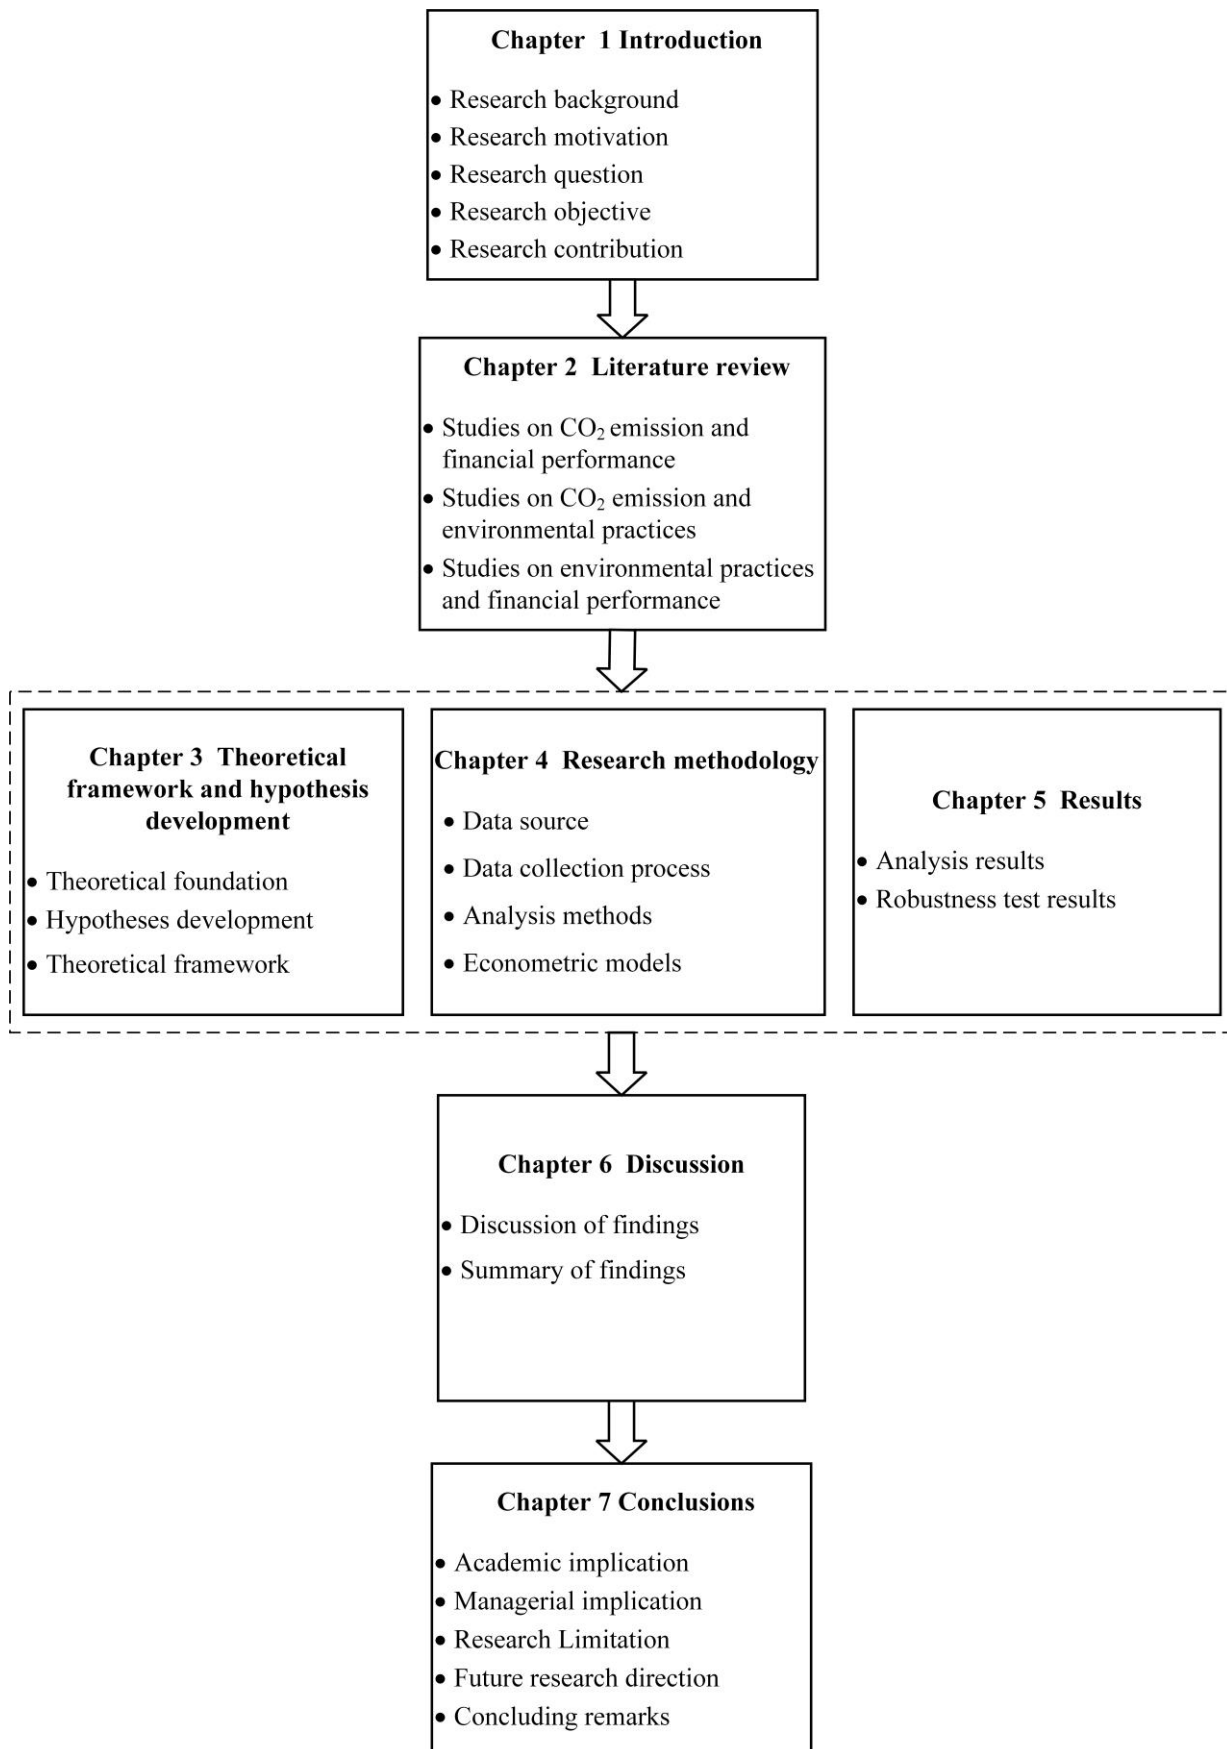 Chapter 1 Introduction
• Research background
• Research motivation
• Research question
• Research objective
• Research contribution
Chapter 2 Literature review
• Studies on CO₂ emission and
financial performance
• Studies on CO₂ emission and
environmental practices
• Studies on environmental practices
and financial performance
Chapter 3 Theoretical
framework and hypothesis
development
• Theoretical foundation
• Hypotheses development
• Theoretical framework
Chapter 4 Research methodology
• Data source
• Data collection process
• Analysis methods
• Econometric models
Chapter 5 Results
• Analysis results
• Robustness test results
Chapter 6 Discussion
• Discussion of findings
• Summary of findings
Chapter 7 Conclusions
• Academic implication
• Managerial implication
• Research Limitation
• Future research direction
• Concluding remarks